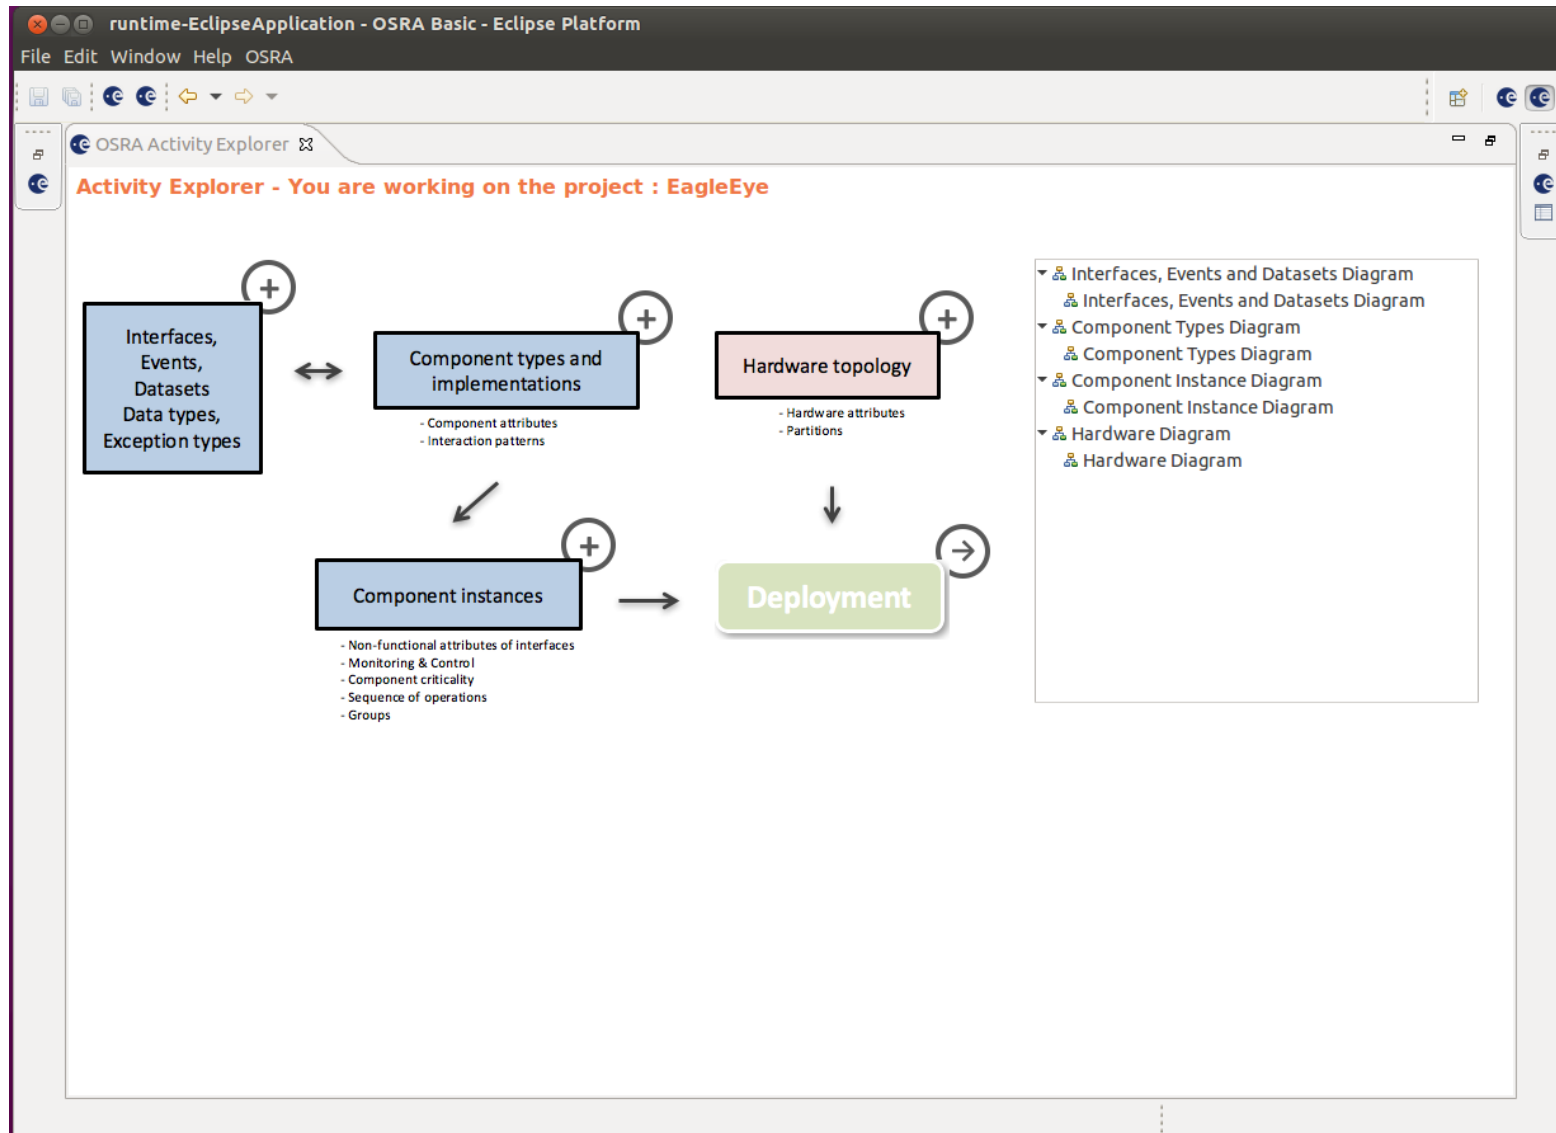 runtime-EclipseApplication - OSRA Basic - Eclipse Platform
File Edit Window Help OSRA
OSRA Activity Explorer
Activity Explorer - You are working on the project : EagleEye
Interfaces,
Events,
Datasets
Data types,
Exception types
Component types and
implementations
- Component attributes
- Interaction patterns
Hardware topology
- Hardware attributes
- Partitions
Component instances
- Non-functional attributes of interfaces
- Monitoring & Control
- Component criticality
- Sequence of operations
- Groups
Deployment
Interfaces, Events and Datasets Diagram
Interfaces, Events and Datasets Diagram
Component Types Diagram
Component Types Diagram
Component Instance Diagram
Component Instance Diagram
Hardware Diagram
Hardware Diagram